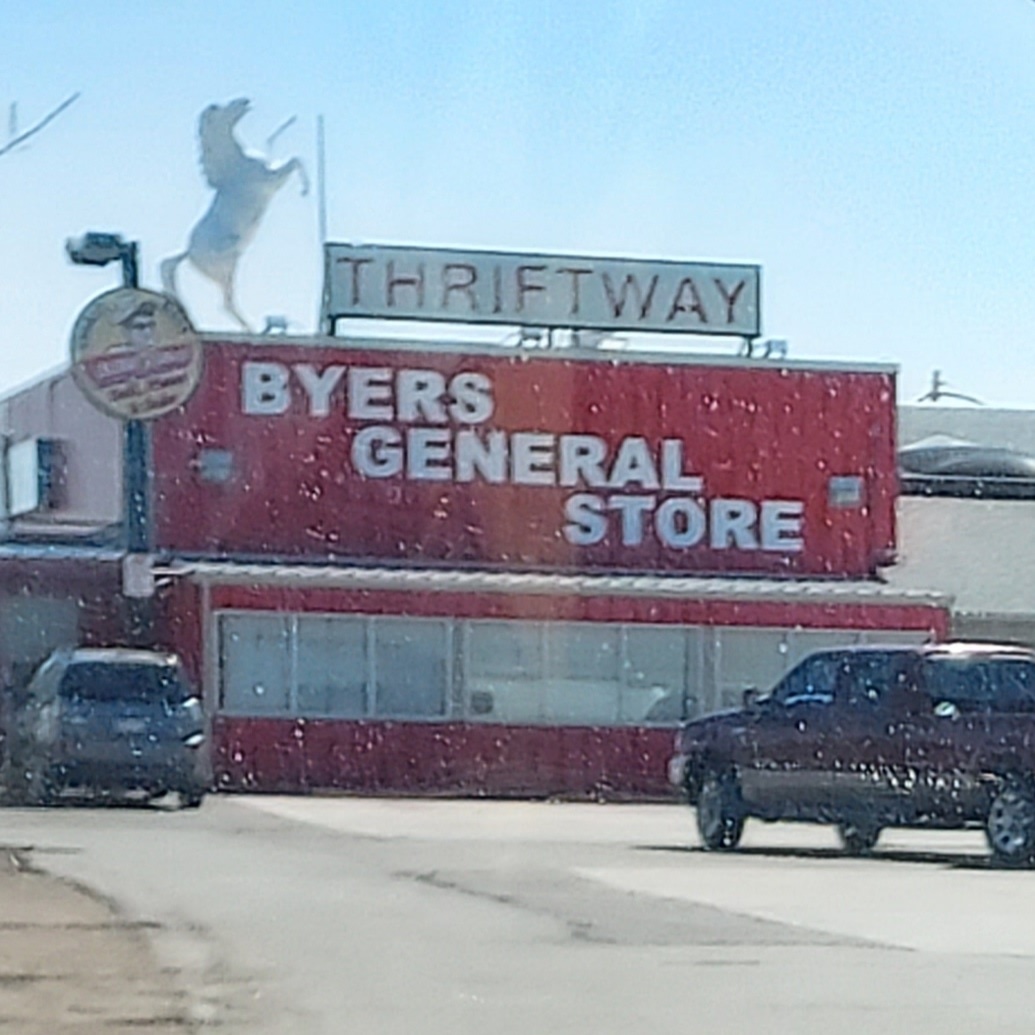 THRIFTWAY
BYERS
GENERAL
STORE